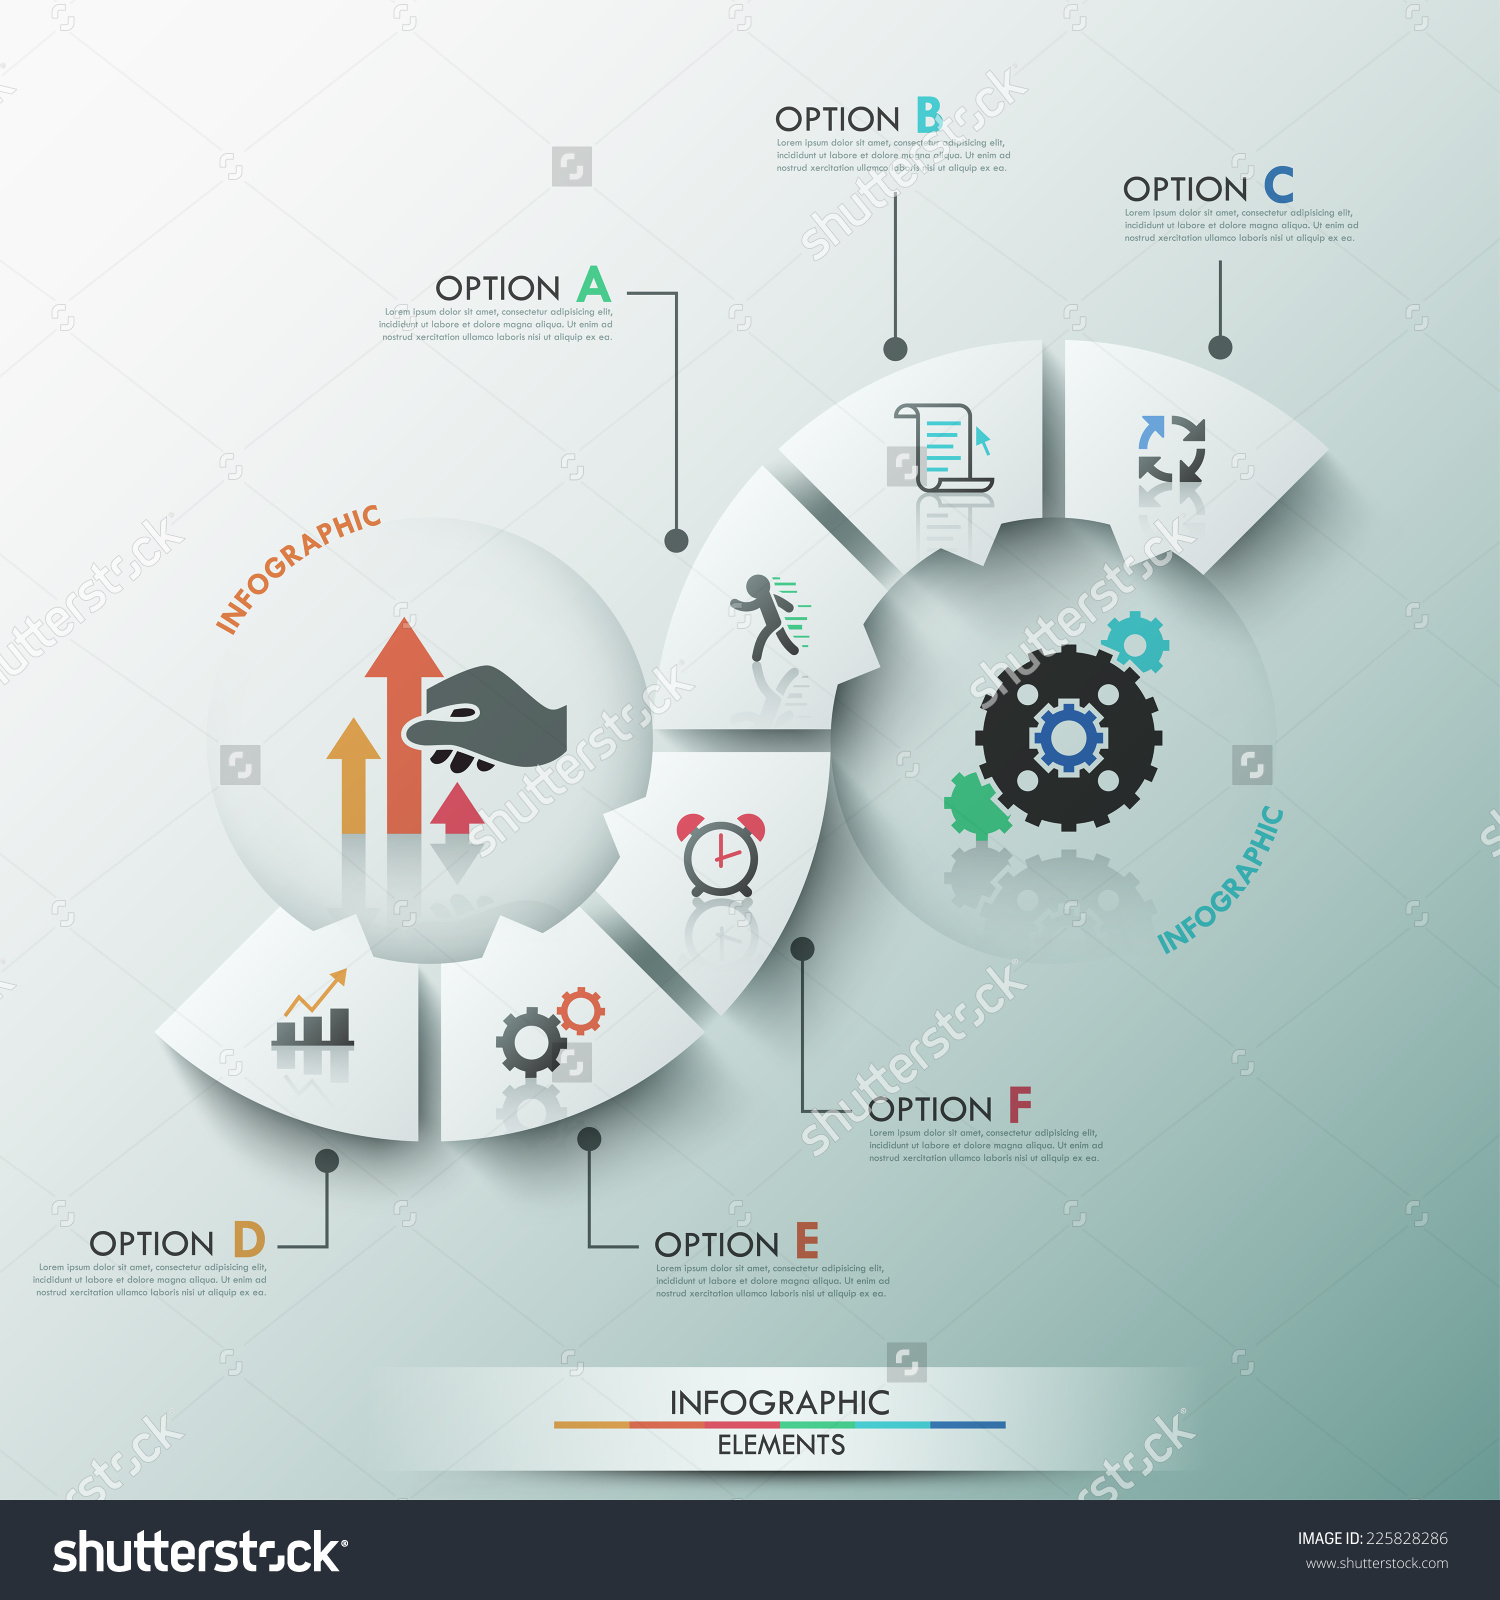 OPTION B
Lorem ipsum dolor sit amet, consectetur adipisicing elit,
incididunt ut labore et dolore magna aliqua. Ut enim ad
nostrud xercitation ullamco laboris nisi ut aliquip ex ea.
OPTION C
Lorem ipsum dolor sit amet, consectetur adipisicing elit,
incididunt ut labore et dolore magna aliqua. Ut enim ad
nostrud xercitation ullamco laboris nisi ut aliquip ex ea.
OPTION A
Lorem ipsum dolor sit amet, consectetur adipisicing elit,
incididunt ut labore et dolore magna aliqua. Ut enim ad
nostrud xercitation ullamco laboris nisi ut aliquip ex ea.
INFOGRAPHIC
INFOGRAPHIC
OPTION F
Lorem ipsum dolor sit amet, consectetur adipisicing elit,
incididunt ut labore et dolore magna aliqua. Ut enim ad
nostrud xercitation ullamco laboris nisi ut aliquip ex ea.
OPTION D
Lorem ipsum dolor sit amet, consectetur adipisicing elit,
incididunt ut labore et dolore magna aliqua. Ut enim ad
nostrud xercitation ullamco laboris nisi ut aliquip ex ea.
OPTION E
Lorem ipsum dolor sit amet, consectetur adipisicing elit,
incididunt ut labore et dolore magna aliqua. Ut enim ad
nostrud xercitation ullamco laboris nisi ut aliquip ex ea.
INFOGRAPHIC
ELEMENTS
shutterstock®
IMAGE ID: 225828286
www.shutterstock.com
shutterstock
shutterstock
shutterstock
shutterstock
shutterstock
shutterstock
shutterstock